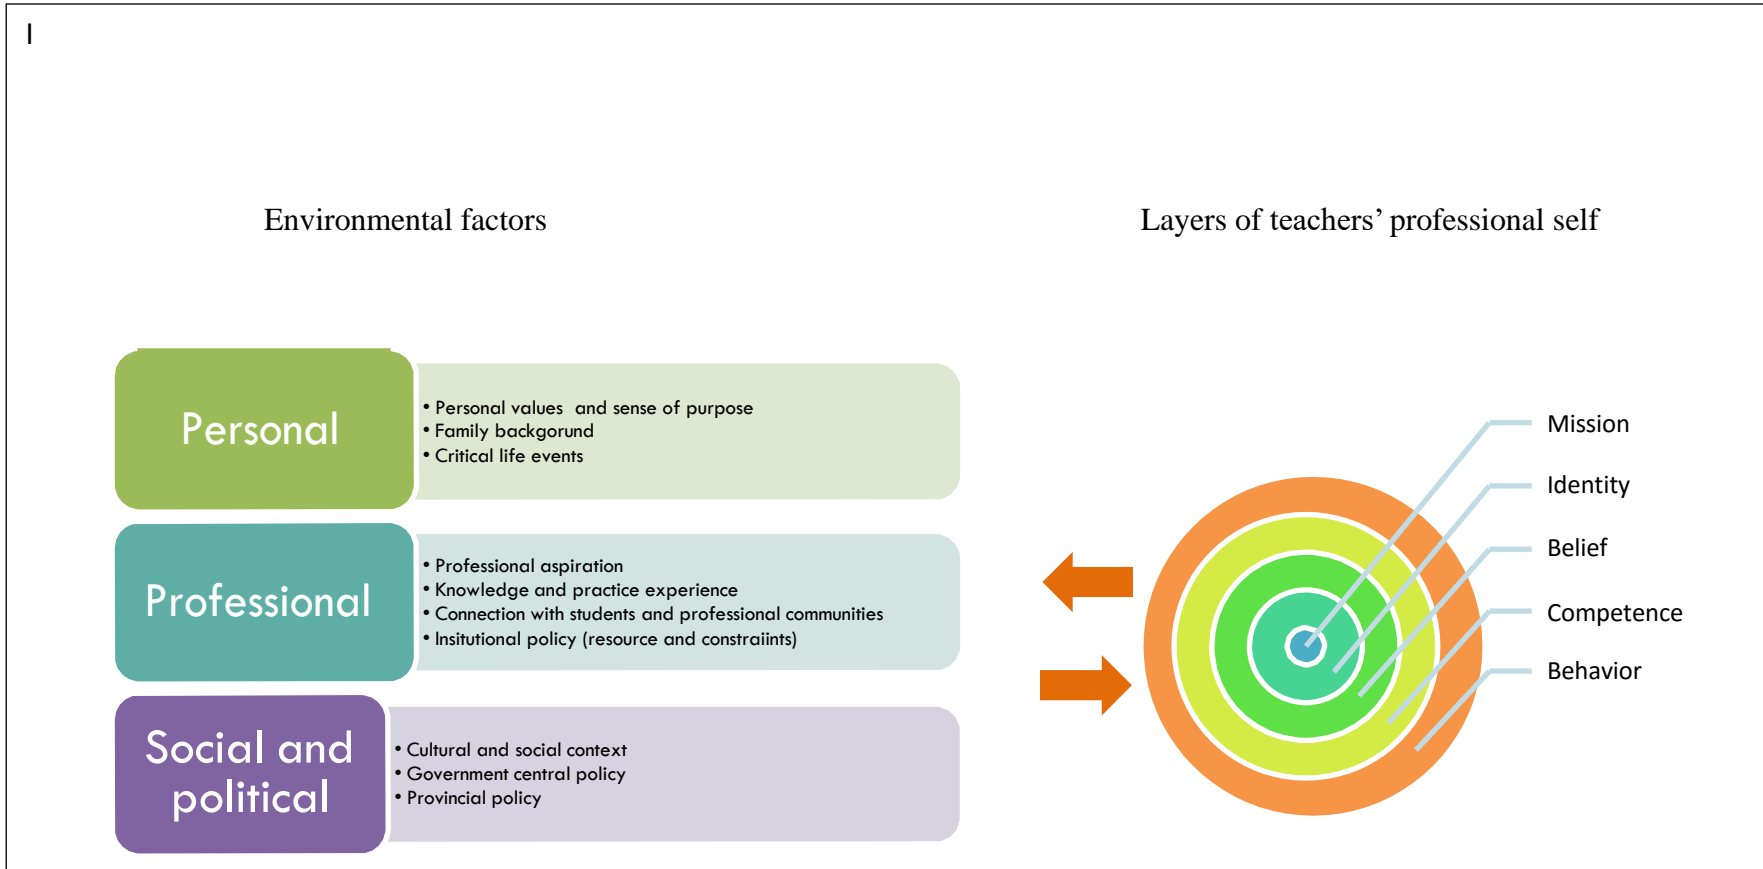 I
Environmental factors
Layers of teachers’ professional self
Personal
• Personal values and sense of purpose
• Family backgorund
• Critical life events
Professional
• Professional aspiration
• Knowledge and practice experience
• Connection with students and professional communities
• Insitutional policy (resource and constraiints)
Social and
political
• Cultural and social context
• Government central policy
• Provincial policy
Mission
Identity
Belief
Competence
Behavior